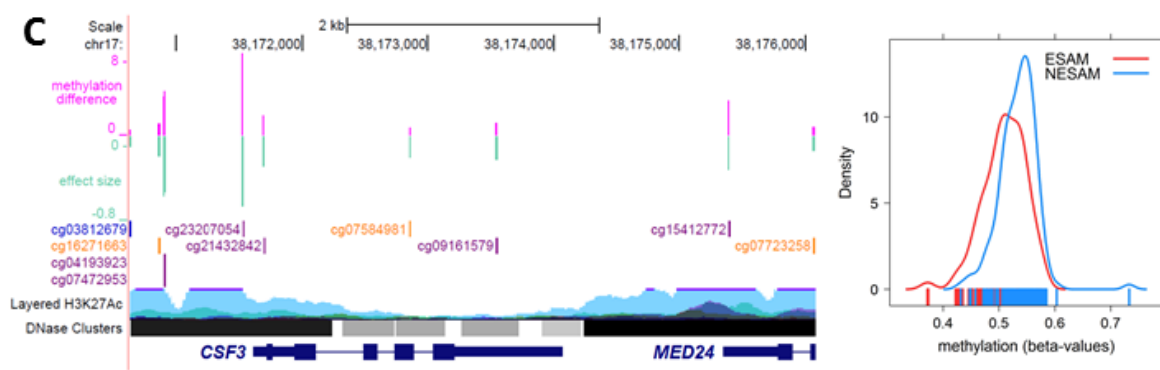 C
Scale
2 kb
chr17:
38,172,000
38,173,000
38,174,000
38,175,000
38,176,000
8
methylation
difference
0
0
effect size
-0.8
cg03812679
cg23207054
cg07584981
cg15412772
cg16271663
cg21432842
cg09161579
cg07723258
cg04193923
cg07472953
Layered H3K27Ac
DNase Clusters
CSF3
MED24
ESAM
NESAM
Density
10
5
0
0.4
0.5
0.6
0.7
methylation (beta-values)